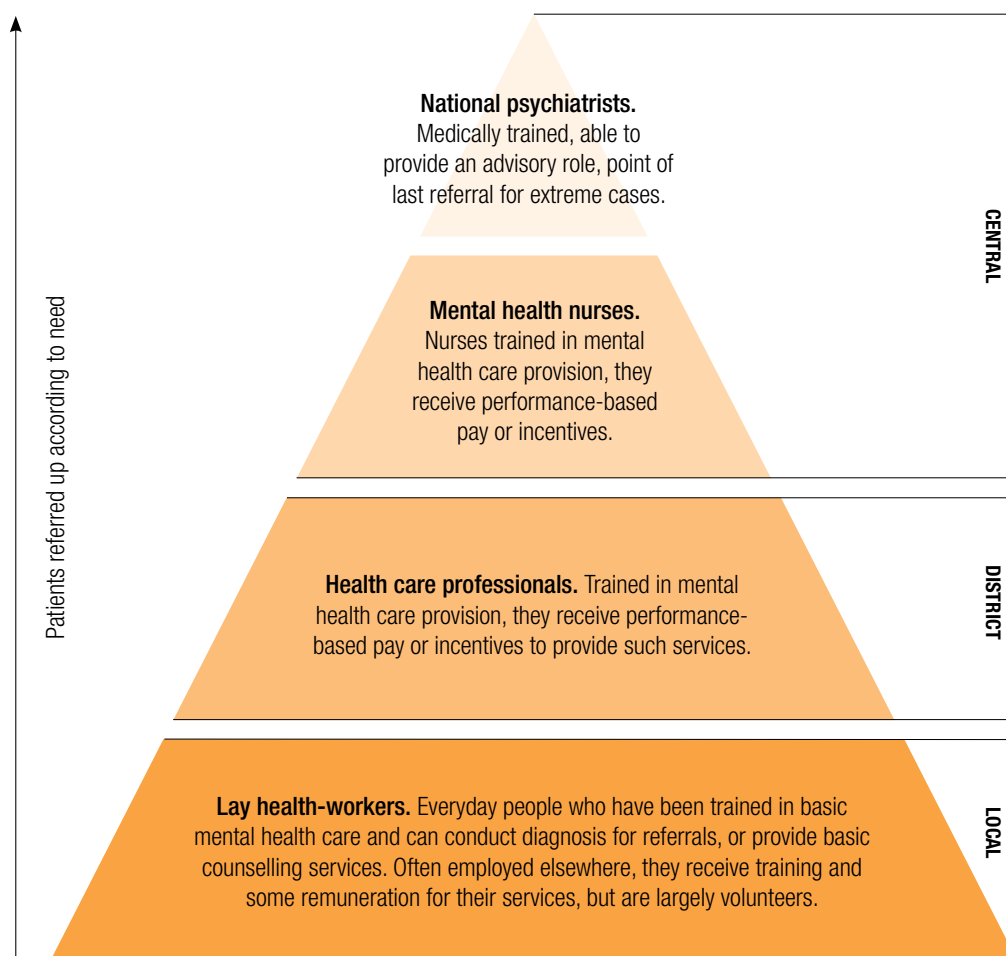 National psychiatrists.
Medically trained, able to
provide an advisory role, point of
last referral for extreme cases.
CENTRAL
Mental health nurses.
Nurses trained in mental
health care provision, they
receive performance-based
pay or incentives.
Patients referred up according to need
Health care professionals. Trained in mental
health care provision, they receive performance-
based pay or incentives to provide such services.
DISTRICT
Lay health-workers. Everyday people who have been trained in basic
mental health care and can conduct diagnosis for referrals, or provide basic
counselling services. Often employed elsewhere, they receive training and
some remuneration for their services, but are largely volunteers.
LOCAL